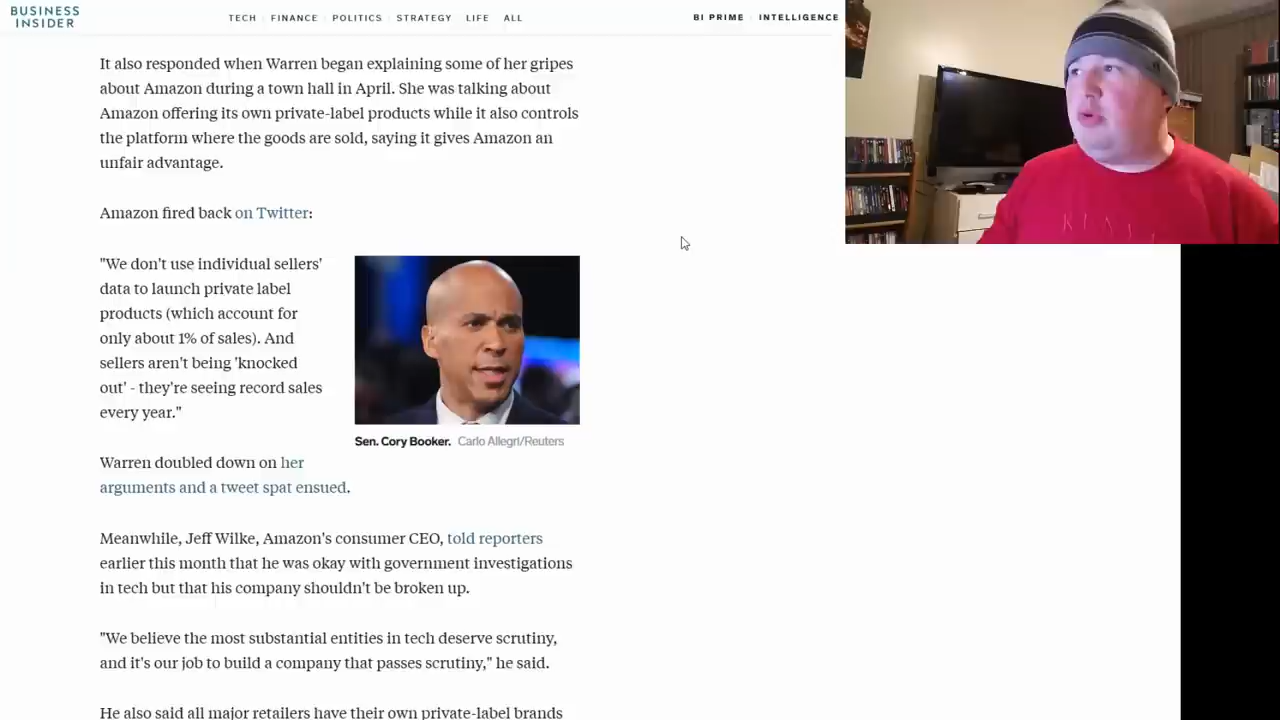 BUSINESS
INSIDER
TECH FINANCE POLITICS STRATEGY LIFE ALL
BI PRIME INTELLIGENCE
It also responded when Warren began explaining some of her gripes
about Amazon during a town hall in April. She was talking about
Amazon offering its own private-label products while it also controls
the platform where the goods are sold, saying it gives Amazon an
unfair advantage.
Amazon fired back on Twitter:
"We don't use individual sellers'
data to launch private label
products (which account for
only about 1% of sales). And
sellers aren't being 'knocked
out' - they're seeing record sales
every year."
Sen. Cory Booker. Carlo Allegri/Reuters
Warren doubled down on her
arguments and a tweet spat ensued.
Meanwhile, Jeff Wilke, Amazon's consumer CEO, told reporters
earlier this month that he was okay with government investigations
in tech but that his company shouldn't be broken up.
"We believe the most substantial entities in tech deserve scrutiny,
and it's our job to build a company that passes scrutiny," he said.
He also said all major retailers have their own private-label brands